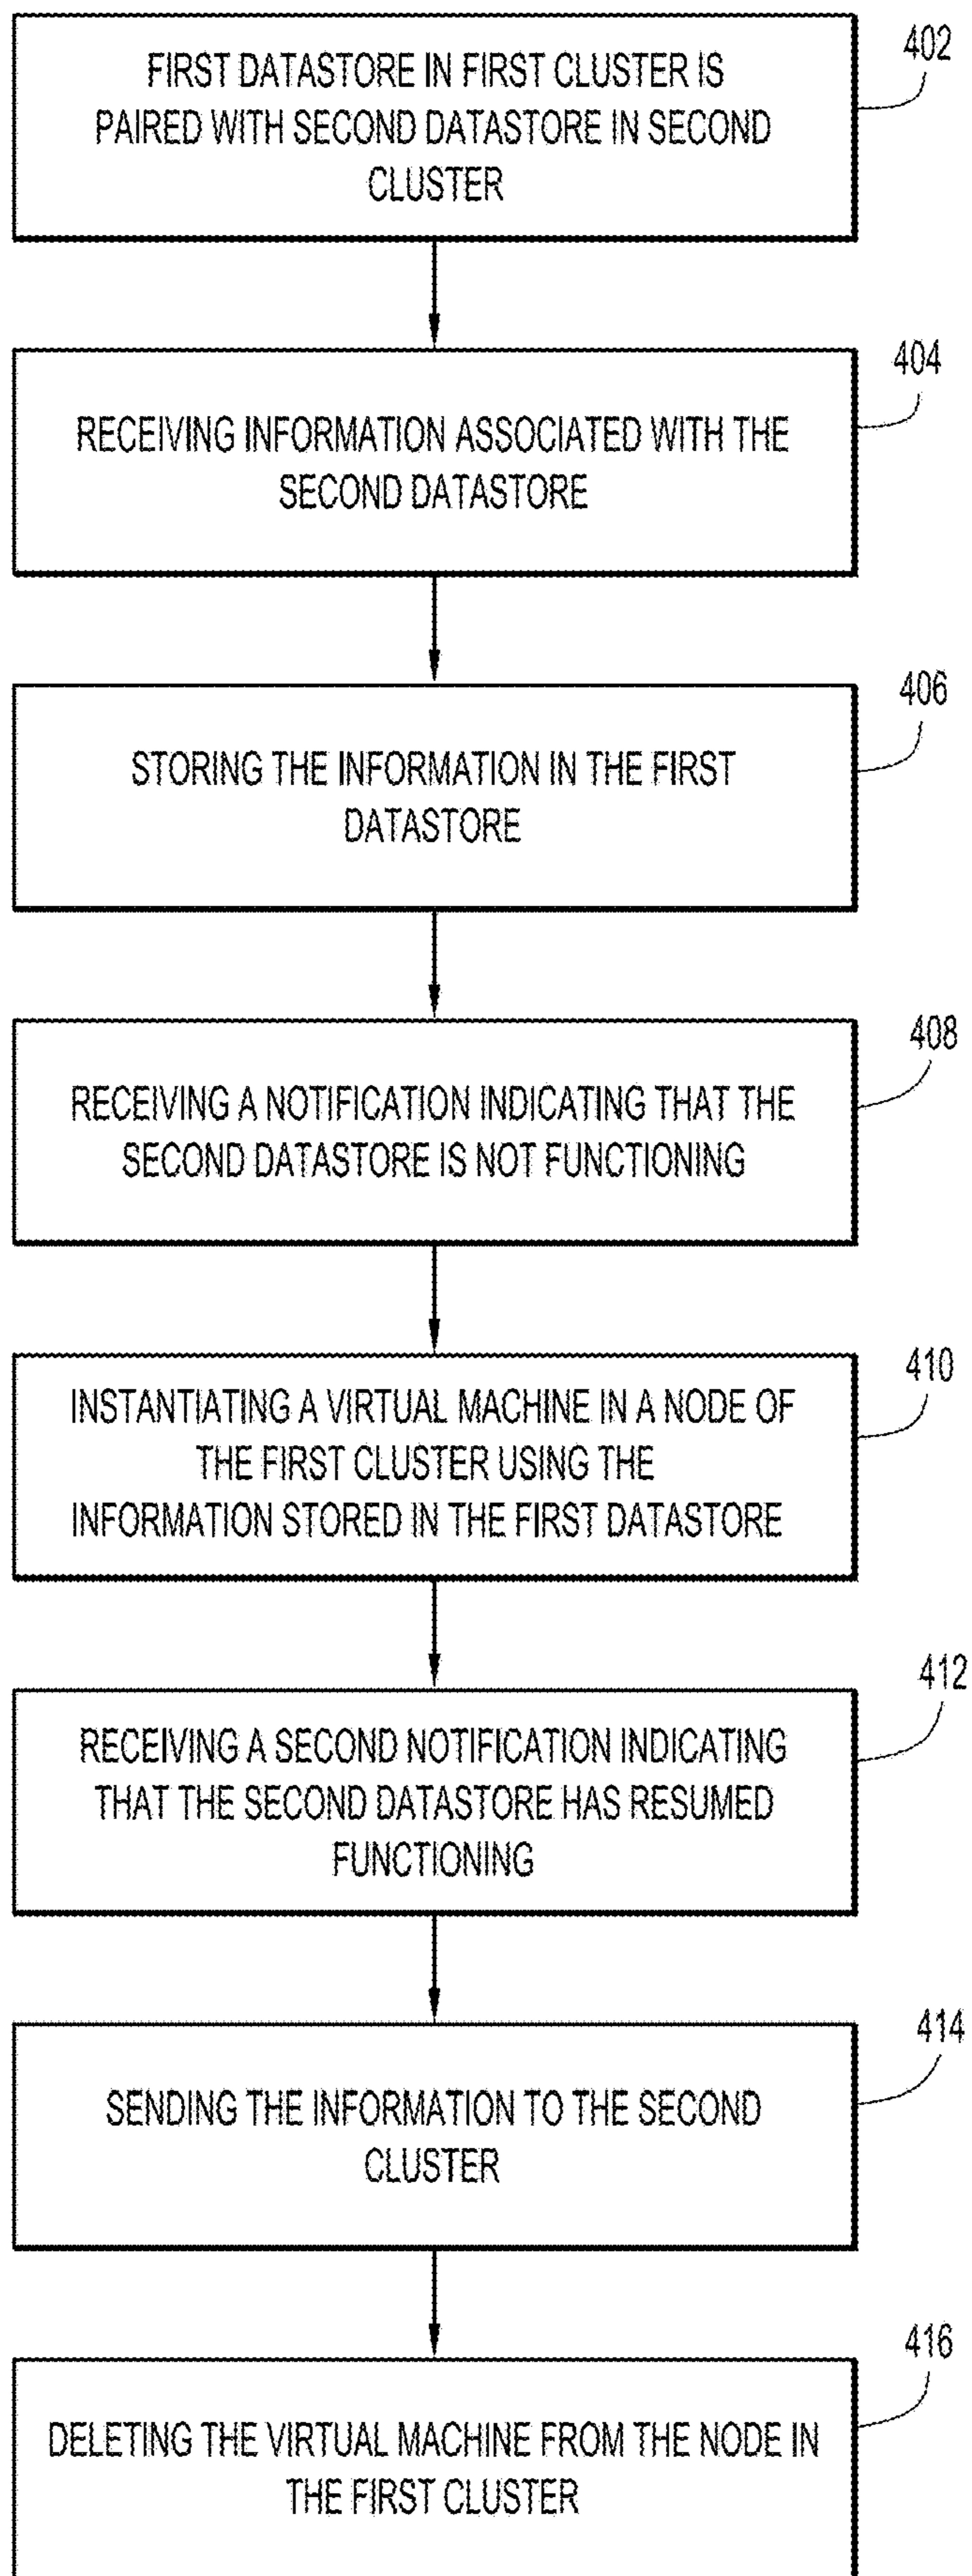 402
FIRST DATASTORE IN FIRST CLUSTER IS
PAIRED WITH SECOND DATASTORE IN SECOND
CLUSTER
404
RECEIVING INFORMATION ASSOCIATED WITH THE
SECOND DATASTORE
406
STORING THE INFORMATION IN THE FIRST
DATASTORE
408
RECEIVING A NOTIFICATION INDICATING THAT THE
SECOND DATASTORE IS NOT FUNCTIONING
410
INSTANTIATING A VIRTUAL MACHINE IN A NODE OF
THE FIRST CLUSTER USING THE
INFORMATION STORED IN THE FIRST DATASTORE
412
RECEIVING A SECOND NOTIFICATION INDICATING
THAT THE SECOND DATASTORE HAS RESUMED
FUNCTIONING
414
SENDING THE INFORMATION TO THE SECOND
CLUSTER
416
DELETING THE VIRTUAL MACHINE FROM THE NODE IN
THE FIRST CLUSTER